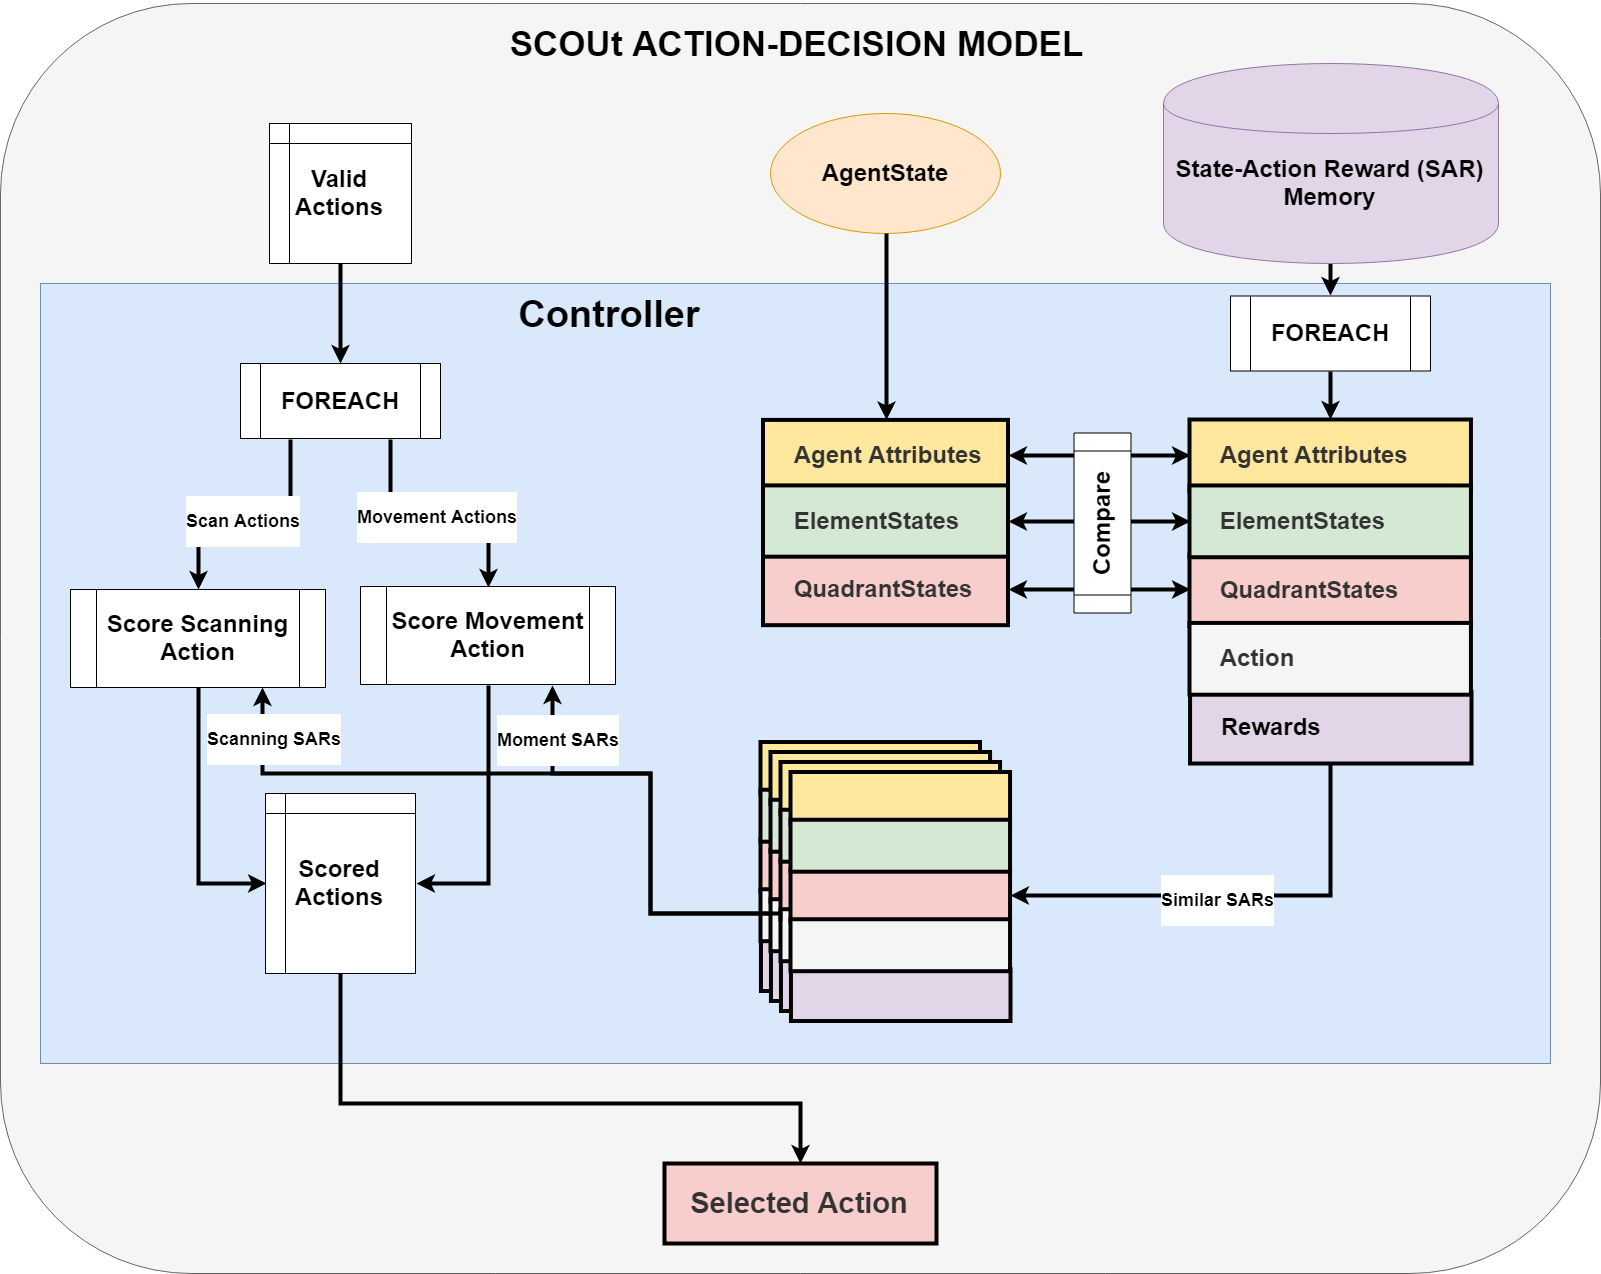 SCOUt ACTION-DECISION MODEL
Valid
Actions
AgentState
State-Action Reward (SAR)
Memory
Controller
FOREACH
FOREACH
Scan Actions
Movement Actions
Score Scanning
Action
Score Movement
Action
Scanning SARs
Moment SARs
Scored
Actions
Agent Attributes
ElementStates
QuadrantStates
Compare
Agent Attributes
ElementStates
QuadrantStates
Action
Rewards
Similar SARs
Selected Action